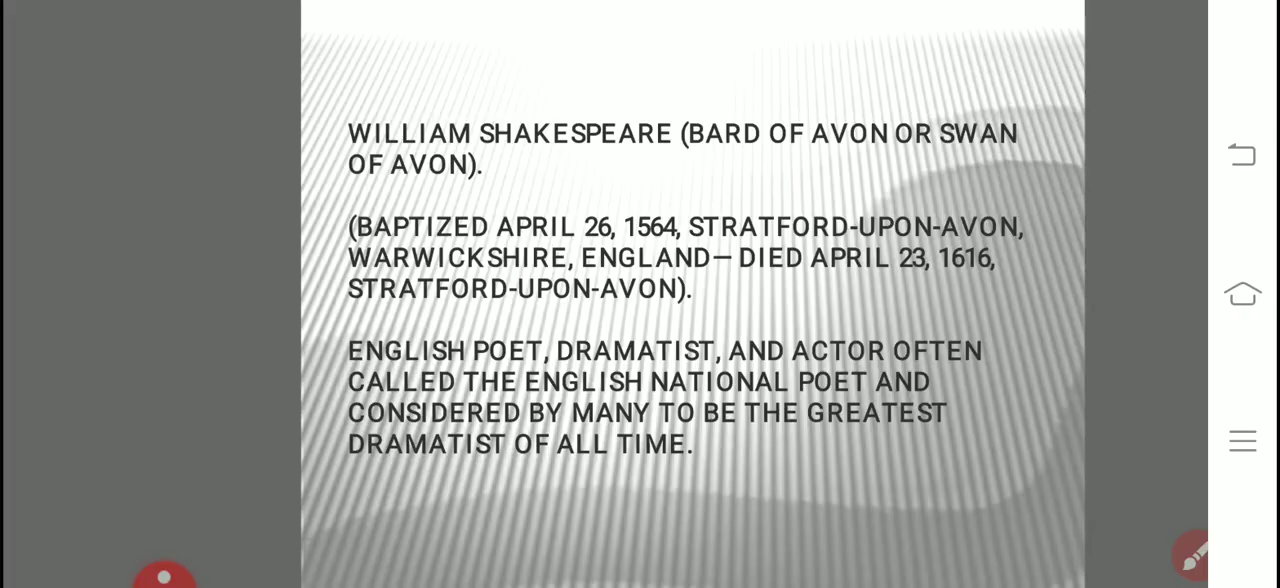 WILLIAM SHAKESPEARE (BARD OF AVON OR SWAN
OF AVON).
(BAPTIZED APRIL 26, 1564, STRATFORD-UPON-AVON,
WARWICKSHIRE, ENGLAND— DIED APRIL 23, 1616,
STRATFORD-UPON-AVON).
ENGLISH POET, DRAMATIST, AND ACTOR OFTEN
CALLED THE ENGLISH NATIONAL POET AND
CONSIDERED BY MANY TO BE THE GREATEST
DRAMATIST OF ALL TIME.